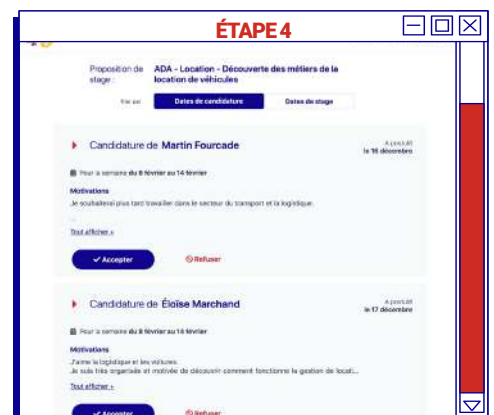 ÉTAPE 4
Proposition de stage : ADA - Location - Découverte des métiers de la location de véhicules
Trier par Dates de candidature Dates de stage
Candidature de Martin Fourcade
A postulé
le 16 décembre
Pour la semaine du 8 février au 14 février
Motivations
Je souhaiterai plus tard travailler dans le secteur du transport et la logistique.
...
Tout afficher +
Accepter Refuser
Candidature de Éloïse Marchand
A postulé
le 17 décembre
Pour la semaine du 8 février au 14 février
Motivations
J'aime la logistique et les voitures.
Je suis très organisée et motivée de découvrir comment fonctionne la gestion de locati...
Tout afficher +
Accepter Refuser